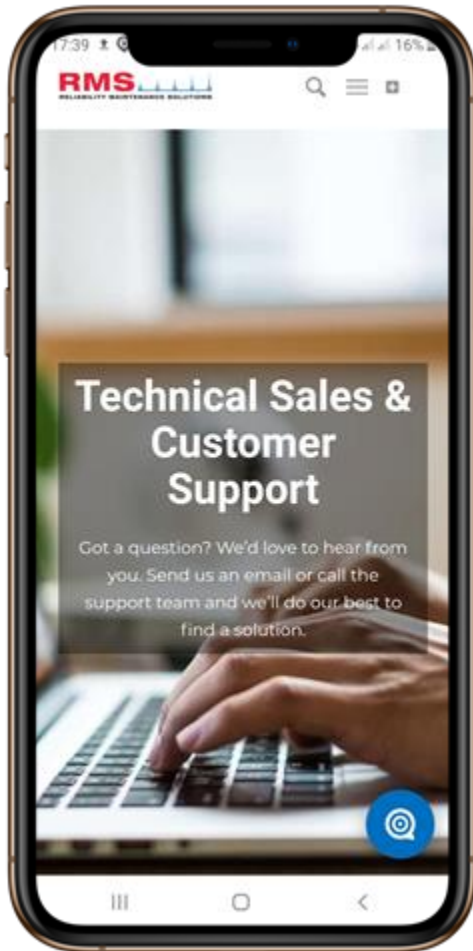 17:39
16%
RMS
RELIABILITY MAINTENANCE SOLUTIONS
Technical Sales &
Customer
Support
Got a question? We'd love to hear from
you. Send us an email or call the
support team and we'll do our best to
find a solution.